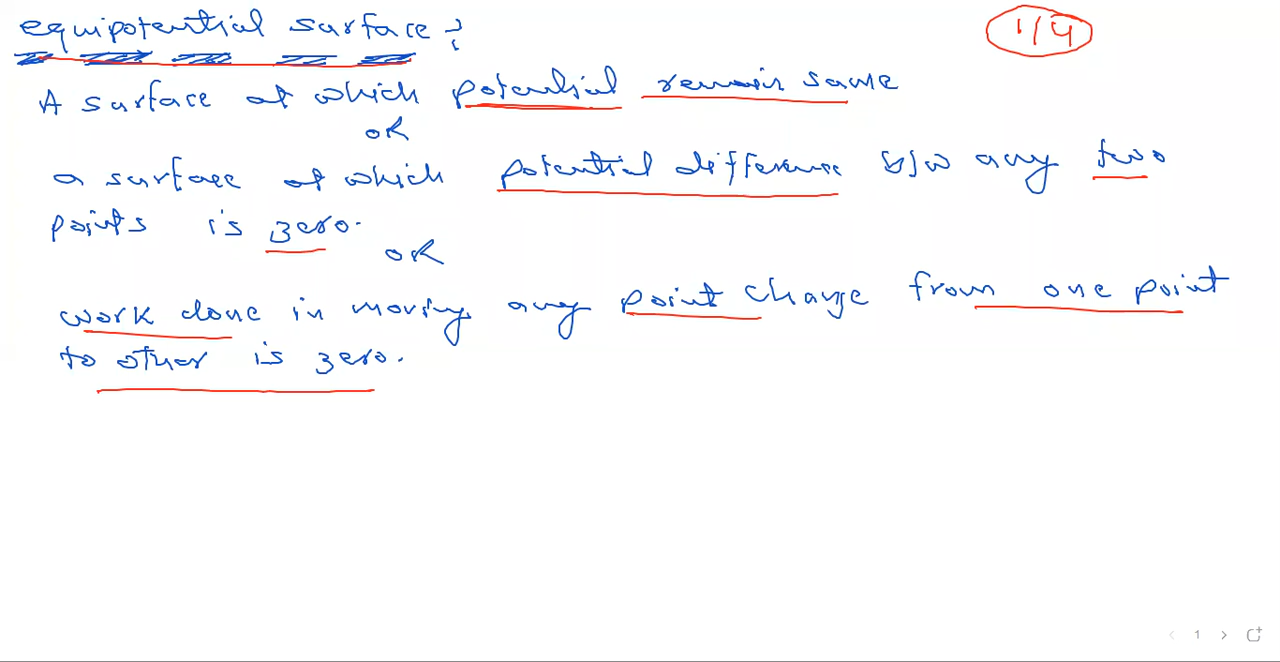 equipotential surface?
1/4
A surface at which potential remain same
OR
a surface at which potential difference b/w any two
points is zero.
OR
work done in moving any point charge from one point
to other is zero.
1